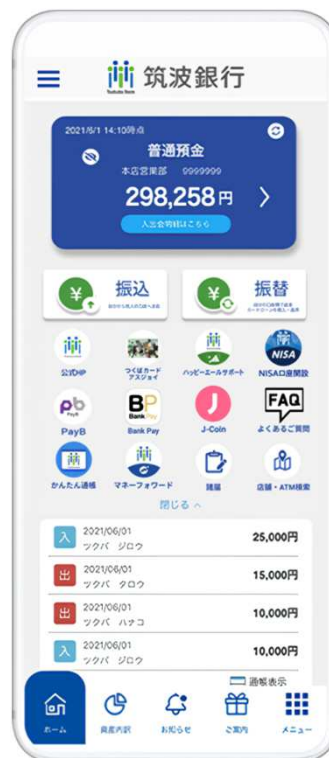 筑波銀行
Tsukuba Bank
2021/6/1 14:10時点
普通預金
本店営業部 9999999
298,258円
入出金明細はこちら
振込
振替
公式HP
つくばカード
アスジョイ
ハッピーエールサポート
NISA
NISA口座開設
PayB
BP
Bank Pay
Bank Pay
J-Coin
FAQ
よくあるご質問
かんたん通帳
マネーフォワード
諸届
店舗・ATM検索
閉じる
入 2021/06/01
ツクバ ジロウ
25,000円
出 2021/06/01
ツクバ タロウ
15,000円
出 2021/06/01
ツクバ ハナコ
10,000円
入 2021/06/01
ツクバ ジロウ
10,000円
通帳表示
ホーム
資産内訳
お知らせ
ご案内
メニュー